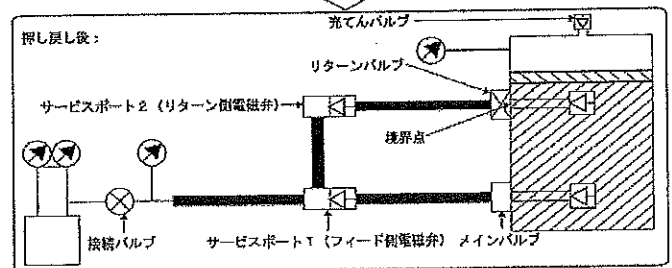 充てんバルブ
押し戻し後：
リターンバルブ
サービスポート2（リターン側電磁弁）
境界点
接続バルブ
サービスポート1（フィード側電磁弁）
メインバルブ